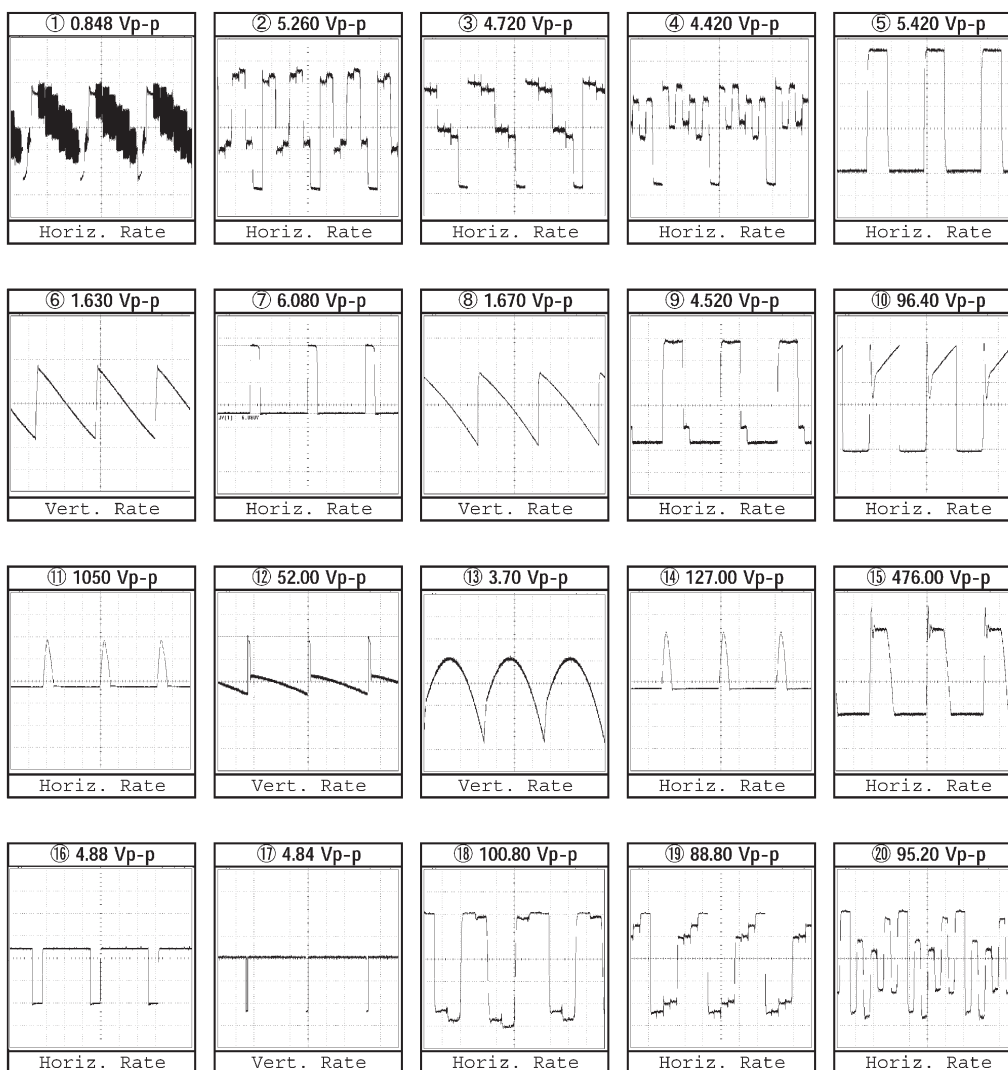 ① 0.848 Vp-p
② 5.260 Vp-p
③ 4.720 Vp-p
④ 4.420 Vp-p
⑤ 5.420 Vp-p
Horiz. Rate
Horiz. Rate
Horiz. Rate
Horiz. Rate
Horiz. Rate
⑥ 1.630 Vp-p
⑦ 6.080 Vp-p
⑧ 1.670 Vp-p
⑨ 4.520 Vp-p
⑩ 96.40 Vp-p
Vert. Rate
Horiz. Rate
Vert. Rate
Horiz. Rate
Horiz. Rate
⑪ 1050 Vp-p
⑫ 52.00 Vp-p
⑬ 3.70 Vp-p
⑭ 127.00 Vp-p
⑮ 476.00 Vp-p
Horiz. Rate
Vert. Rate
Vert. Rate
Horiz. Rate
Horiz. Rate
⑯ 4.88 Vp-p
⑰ 4.84 Vp-p
⑱ 100.80 Vp-p
⑲ 88.80 Vp-p
⑳ 95.20 Vp-p
Horiz. Rate
Vert. Rate
Horiz. Rate
Horiz. Rate
Horiz. Rate